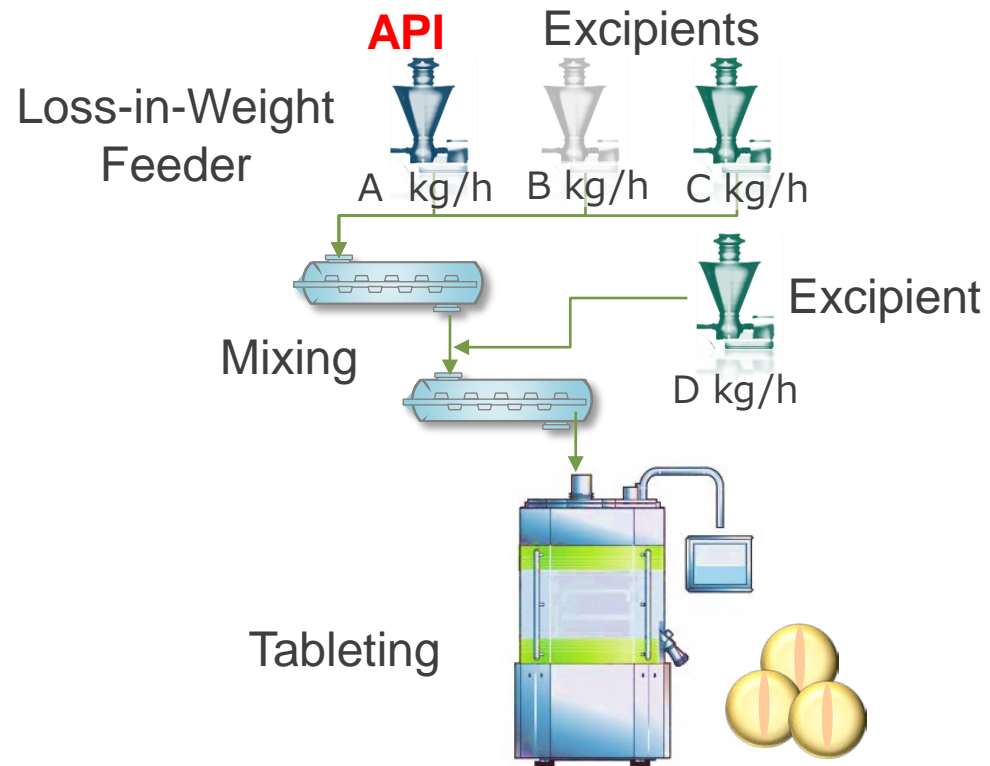 API
Excipients
Loss-in-Weight
Feeder
A kg/h
B kg/h
C kg/h
Excipient
Mixing
D kg/h
Tableting